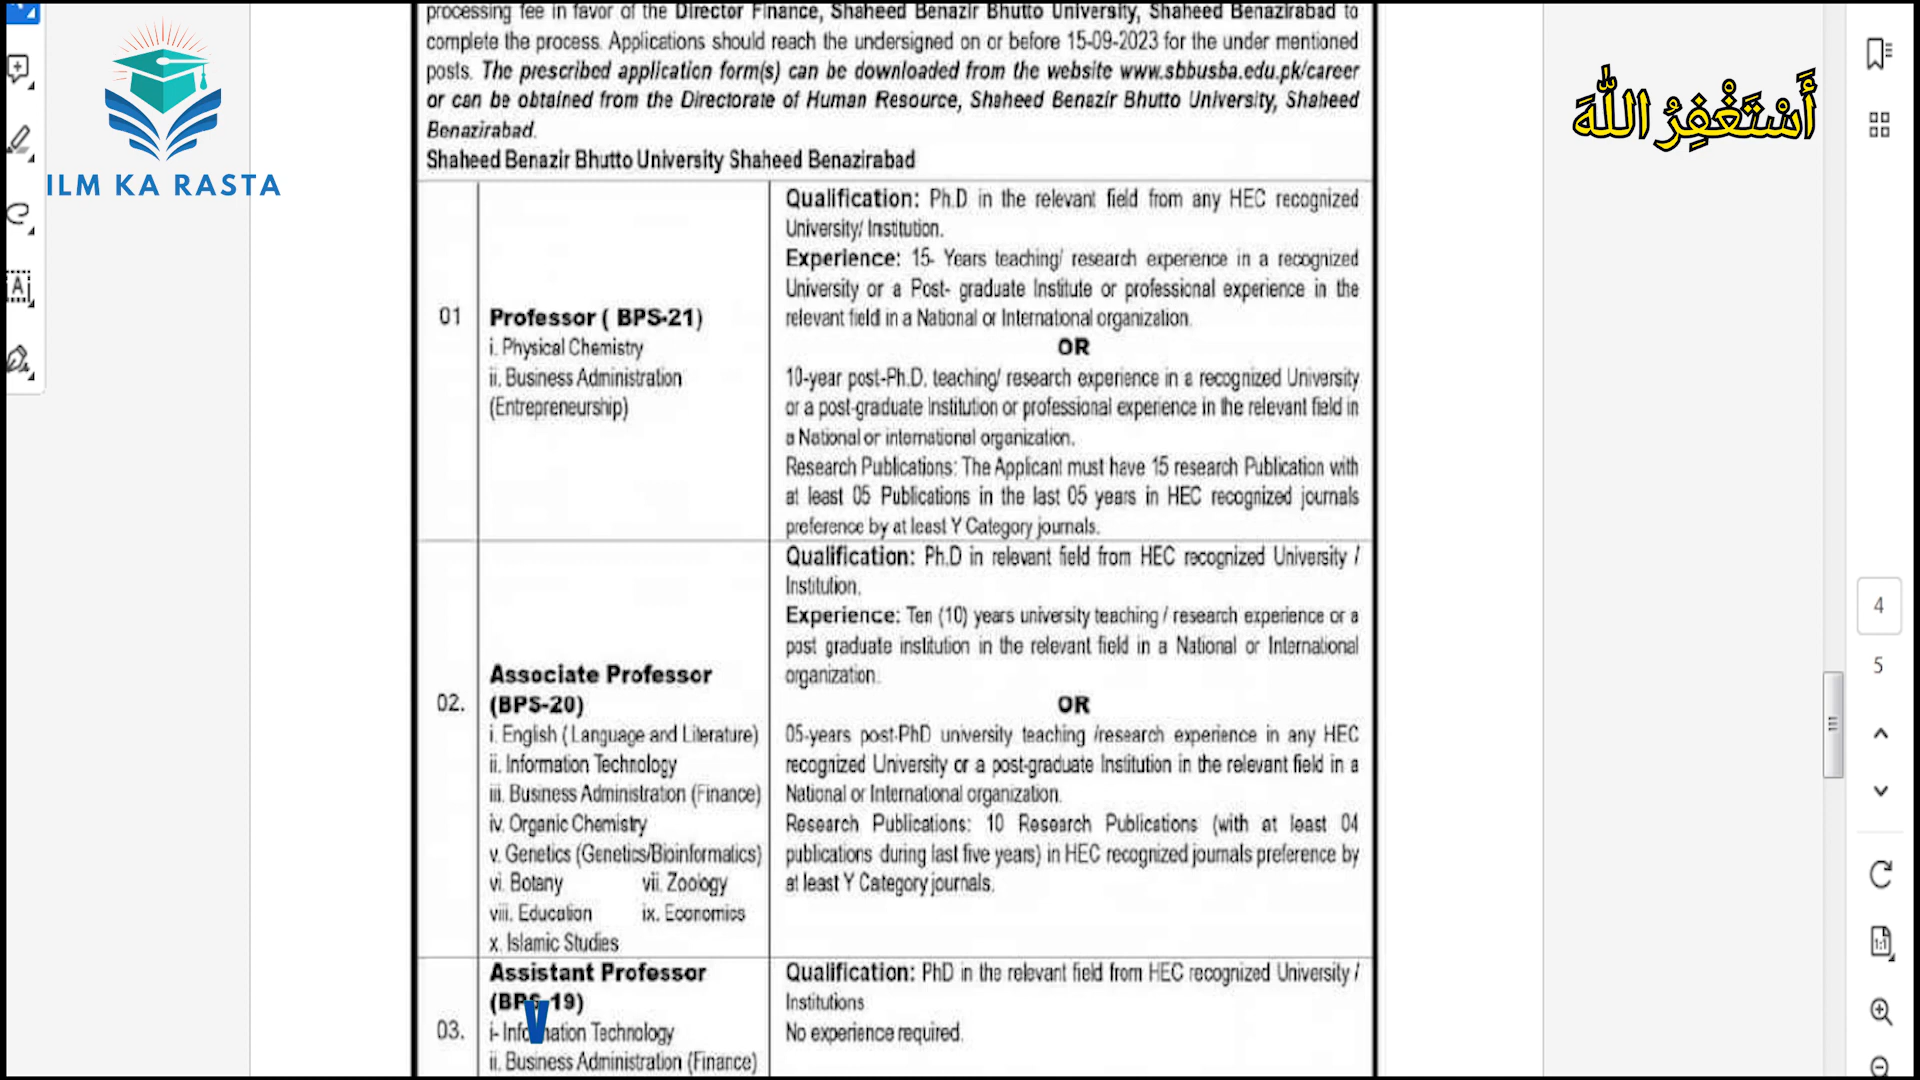 processing fee in favor of the Director Finance, Shaheed Benazir Bhutto University, Shaheed Benazirabad to
complete the process. Applications should reach the undersigned on or before 15-09-2023 for the under mentioned
posts. The prescribed application form(s) can be downloaded from the website www.sbbusba.edu.pk/career
or can be obtained from the Directorate of Human Resource, Shaheed Benazir Bhutto University, Shaheed
Benazirabad.
Shaheed Benazir Bhutto University Shaheed Benazirabad
ILM KA RASTA
أَسْتَغْفِرُ اللّٰهَ
01
Professor ( BPS-21)
i. Physical Chemistry
ii. Business Administration
(Entrepreneurship)
Qualification: Ph.D in the relevant field from any HEC recognized
University/ Institution.
Experience: 15- Years teaching/ research experience in a recognized
University or a Post- graduate Institute or professional experience in the
relevant field in a National or International organization.
OR
10-year post-Ph.D. teaching/ research experience in a recognized University
or a post-graduate Institution or professional experience in the relevant field in
a National or international organization.
Research Publications: The Applicant must have 15 research Publication with
at least 05 Publications in the last 05 years in HEC recognized journals
preference by at least Y Category journals.
02.
Associate Professor
(BPS-20)
i. English ( Language and Literature)
ii. Information Technology
iii. Business Administration (Finance)
iv. Organic Chemistry
v. Genetics (Genetics/Bioinformatics)
vi. Botany vii. Zoology
viii. Education ix. Economics
x. Islamic Studies
Qualification: Ph.D in relevant field from HEC recognized University /
Institution.
Experience: Ten (10) years university teaching / research experience or a
post graduate institution in the relevant field in a National or International
organization.
OR
05-years post-PhD university teaching /research experience in any HEC
recognized University or a post-graduate Institution in the relevant field in a
National or International organization.
Research Publications: 10 Research Publications (with at least 04
publications during last five years) in HEC recognized journals preference by
at least Y Category journals.
03.
Assistant Professor
(BPS-19)
i- Information Technology
ii. Business Administration (Finance)
V
Qualification: PhD in the relevant field from HEC recognized University /
Institutions
No experience required.
4
5
1:1